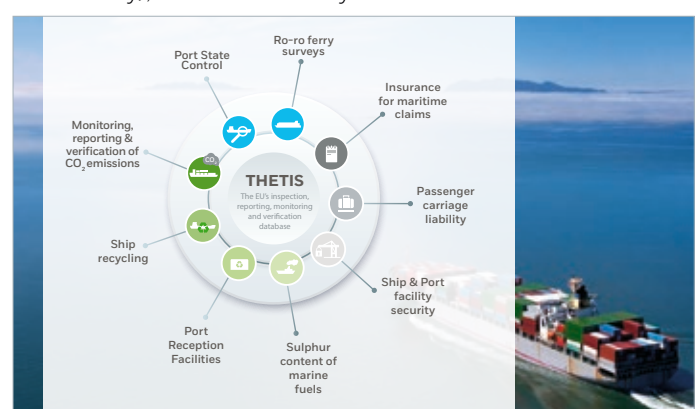 Ro-ro ferry
surveys
Port State
Control
Insurance
for maritime
claims
Monitoring,
reporting &
verification of
CO₂ emissions
CO₂
THETIS
The EU's inspection,
reporting, monitoring
and verification
database
Passenger
carriage
liability
Ship
recycling
Ship & Port
facility
security
Port
Reception
Facilities
Sulphur
content of
marine
fuels